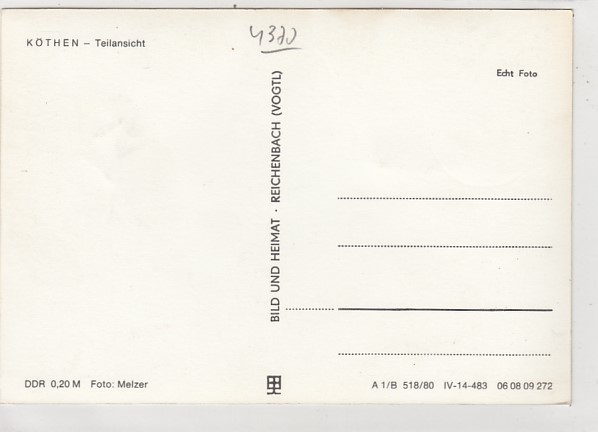 KÖTHEN – Teilansicht
4370
Echt Foto
BILD UND HEIMAT · REICHENBACH (VOGTL)
DDR 0,20 M Foto: Melzer
A 1/B 518/80 IV-14-483 06 08 09 272